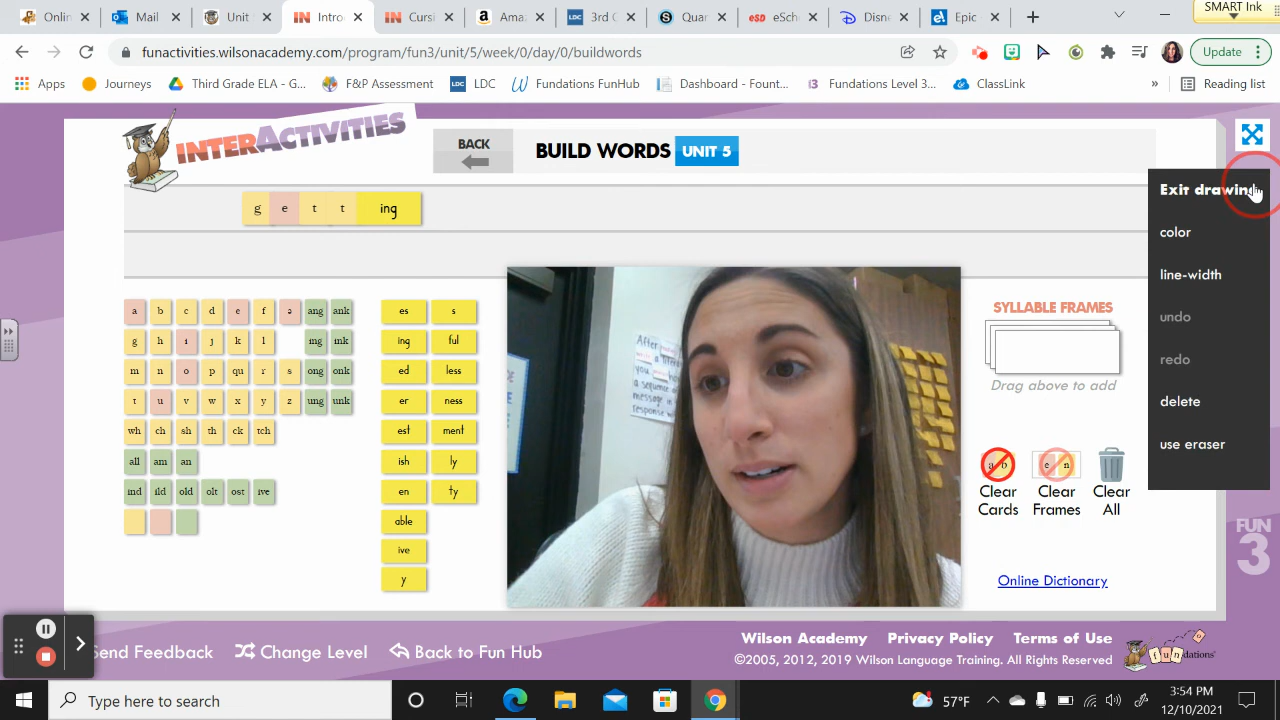 Onlin
Mail
Unit
Intro
Cursi
Ama
3rd
Quar
eSch
Disn
Epic
SMART Ink
funactivities.wilsonacademy.com/program/fun3/unit/5/week/0/day/0/buildwords
Update
Apps Journeys Third Grade ELA - G... F&P Assessment LDC Fundations FunHub Dashboard - Fount... Fundations Level 3... ClassLink » Reading list
INTERACTIVITIES
BACK
BUILD WORDS UNIT 5
g e t t ing
Exit drawing
color
line-width
undo
redo
delete
use eraser
a b c d e f ə ang ank
g h i j k l ing ink
m n o p qu r s ong onk
t u v w x y z ung unk
wh ch sh th ck tch
all am an
ind ild old olt ost ive
es s
ing ful
ed less
er ness
est ment
ish ly
en ty
able
ive
y
After
you
a sequence
message in
response
SYLLABLE FRAMES
Drag above to add
a b
e n
Clear Cards
Clear Frames
Clear All
Online Dictionary
FUN
3
Send Feedback Change Level Back to Fun Hub
Wilson Academy Privacy Policy Terms of Use
©2005, 2012, 2019 Wilson Language Training. All Rights Reserved
fundations
Type here to search
57°F
3:54 PM
12/10/2021